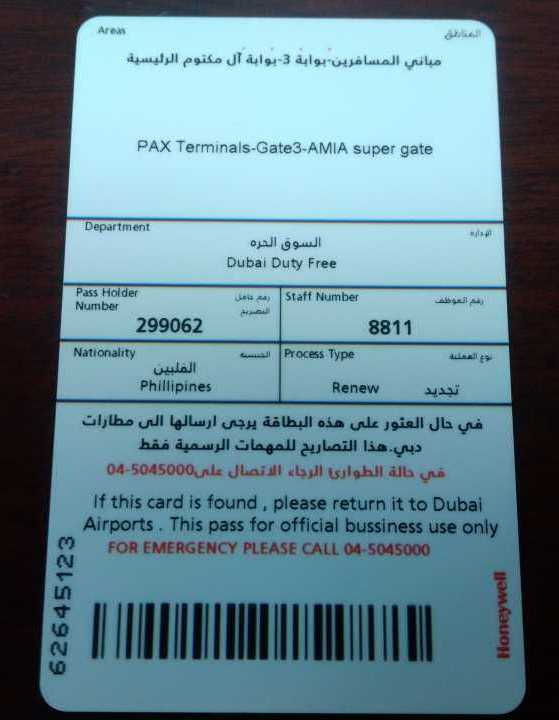 Areas المناطق
مباني المسافرين-بوابة 3-بوابة آل مكتوم الرئيسية
PAX Terminals-Gate3-AMIA super gate
Department الإدارة
السوق الحره
Dubai Duty Free
Pass Holder Number رقم حامل التصريح
299062
Staff Number رقم الموظف
8811
Nationality الجنسية
الفلبين
Phillipines
Process Type نوع العملية
Renew تجديد
في حال العثور على هذه البطاقة يرجى ارسالها الى مطارات
دبي.هذا التصاريح للمهمات الرسمية فقط
في حالة الطوارئ الرجاء الاتصال على04-5045000
If this card is found , please return it to Dubai
Airports . This pass for official bussiness use only
FOR EMERGENCY PLEASE CALL 04-5045000
62645123
Honeywell